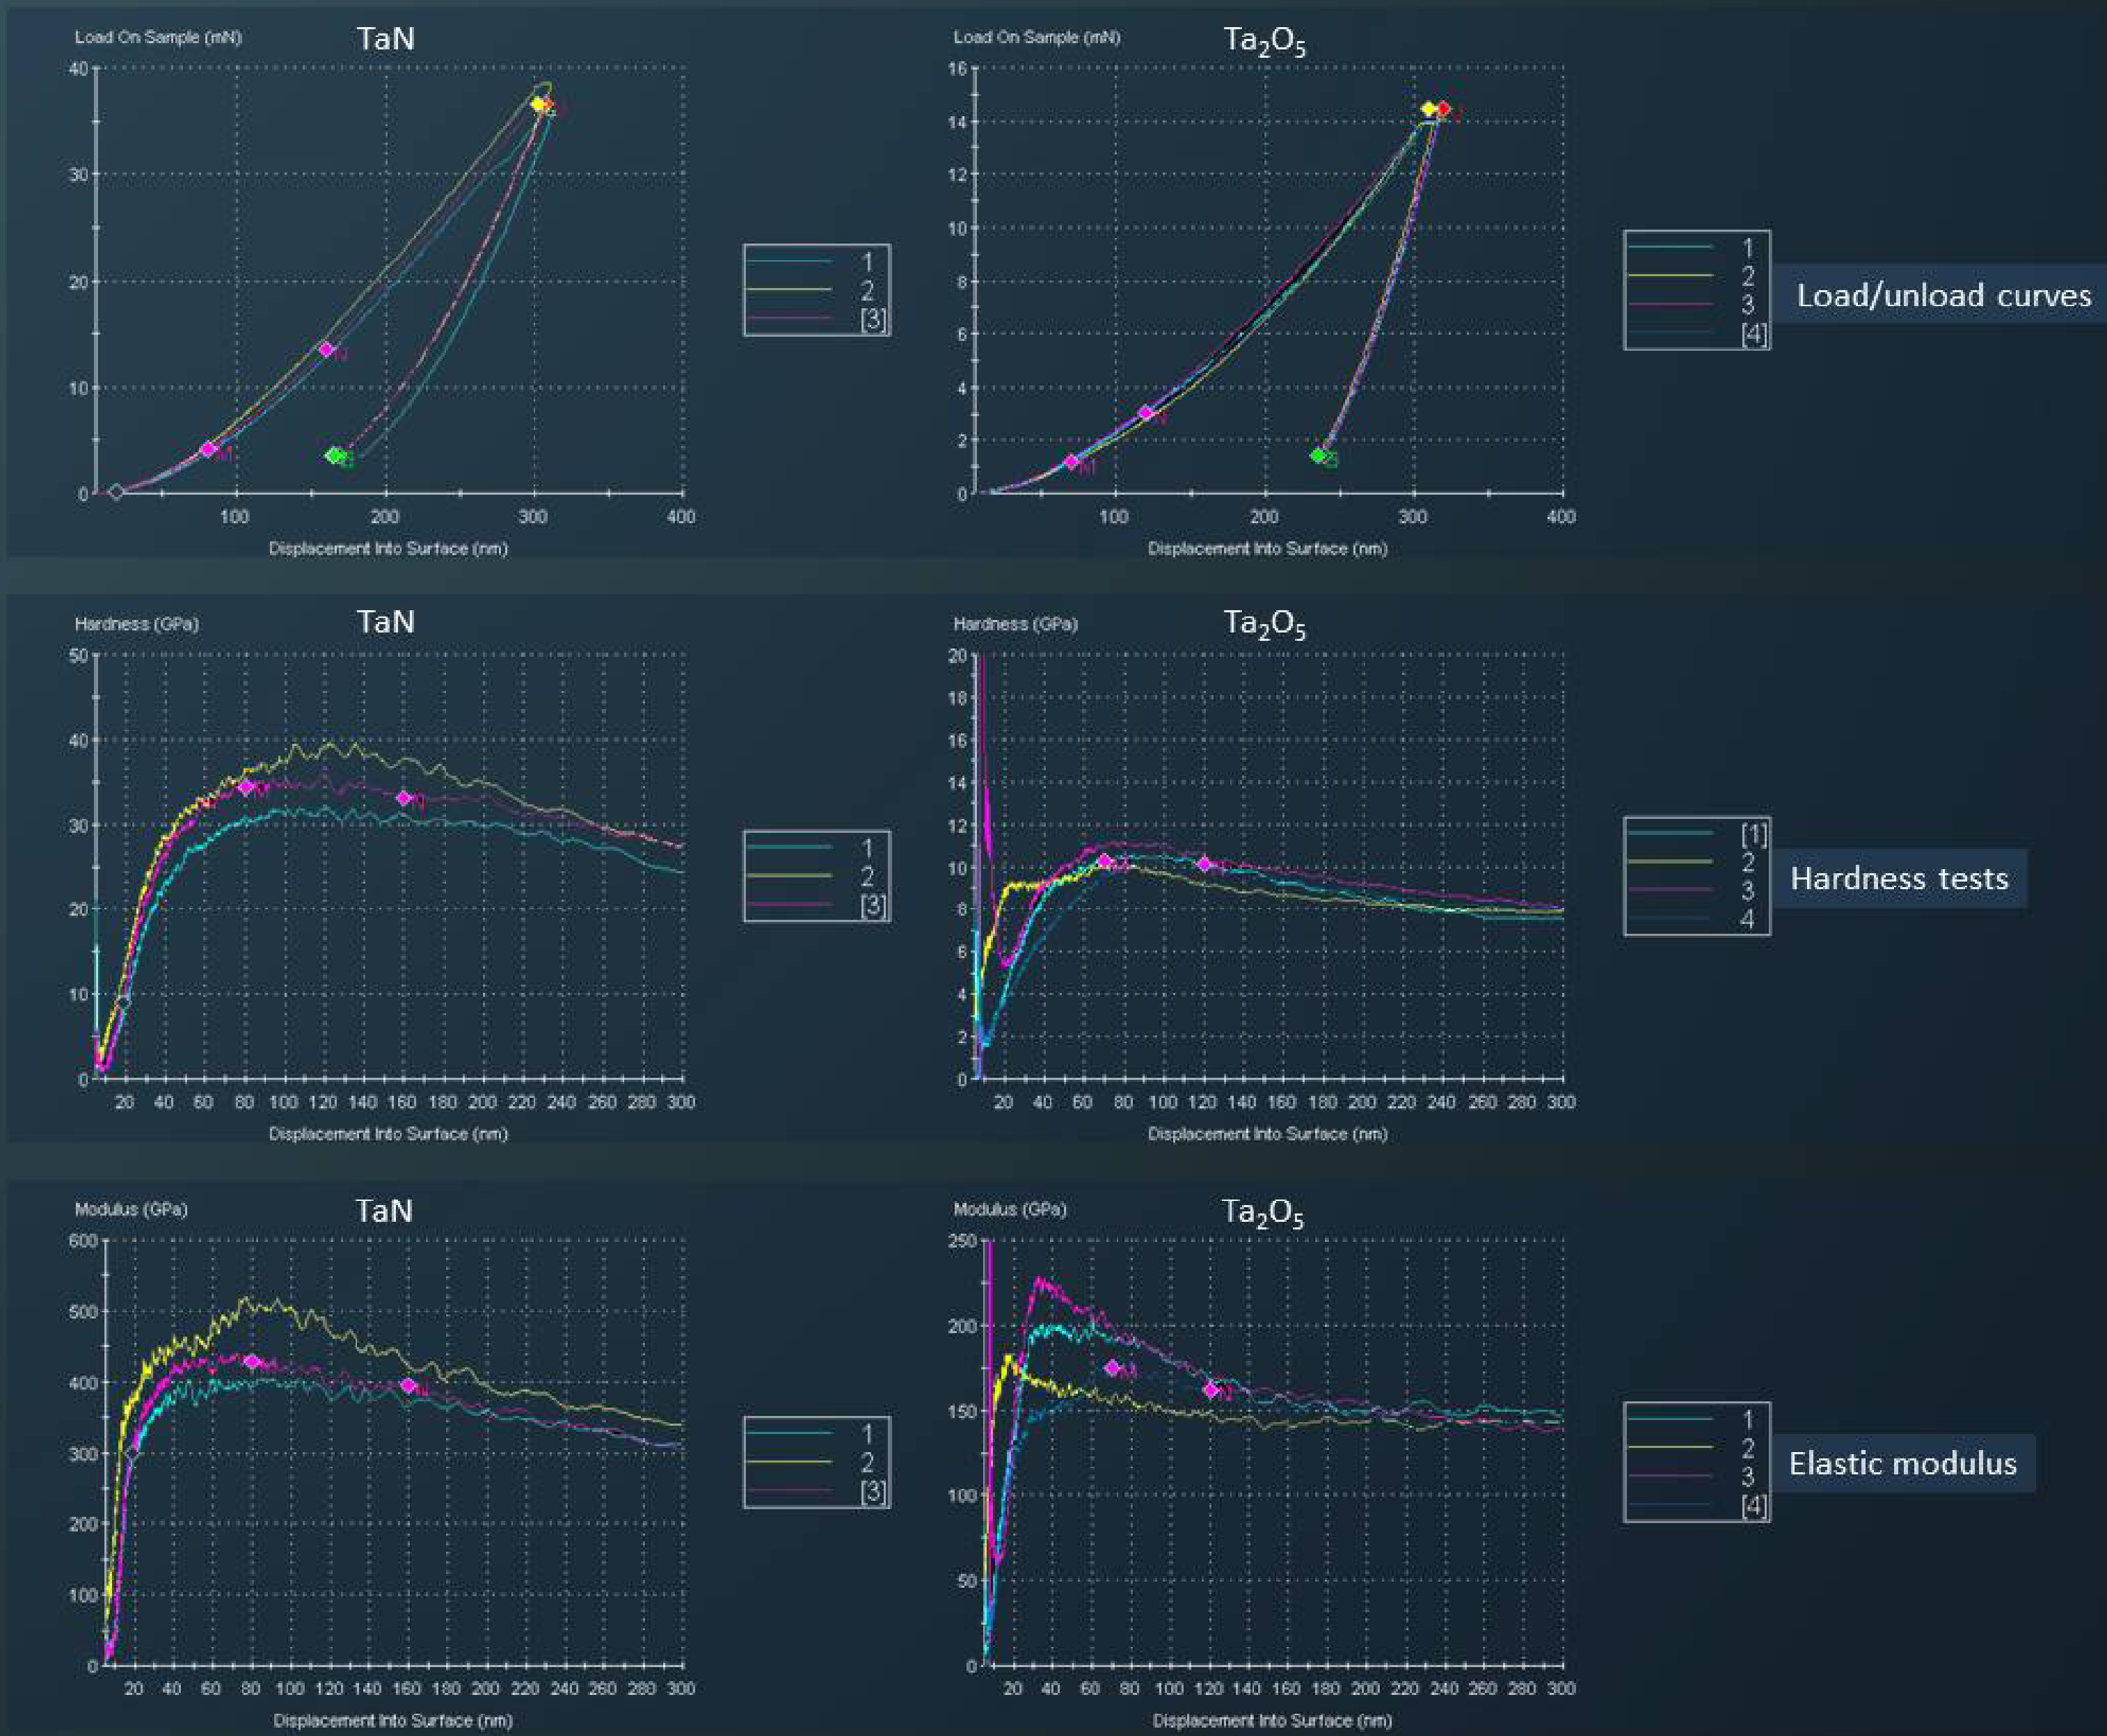 Load On Sample (mN)
TaN
40
30
20
10
0
100 200 300 400
Displacement Into Surface (nm)
1
2
[3]
Load On Sample (mN)
Ta₂O₅
16
14
12
10
8
6
4
2
0
100 200 300 400
Displacement Into Surface (nm)
1
2
3
[4]
Load/unload curves
Hardness (GPa)
TaN
50
40
30
20
10
0
20 40 60 80 100 120 140 160 180 200 220 240 260 280 300
Displacement Into Surface (nm)
1
2
[3]
Hardness (GPa)
Ta₂O₅
20
18
16
14
12
10
8
6
4
2
0
20 40 60 80 100 120 140 160 180 200 220 240 260 280 300
Displacement Into Surface (nm)
[1]
2
3
4
Hardness tests
Modulus (GPa)
TaN
600
500
400
300
200
100
0
20 40 60 80 100 120 140 160 180 200 220 240 260 280 300
Displacement Into Surface (nm)
1
2
[3]
Modulus (GPa)
Ta₂O₅
250
200
150
100
50
0
20 40 60 80 100 120 140 160 180 200 220 240 260 280 300
Displacement Into Surface (nm)
1
2
3
[4]
Elastic modulus